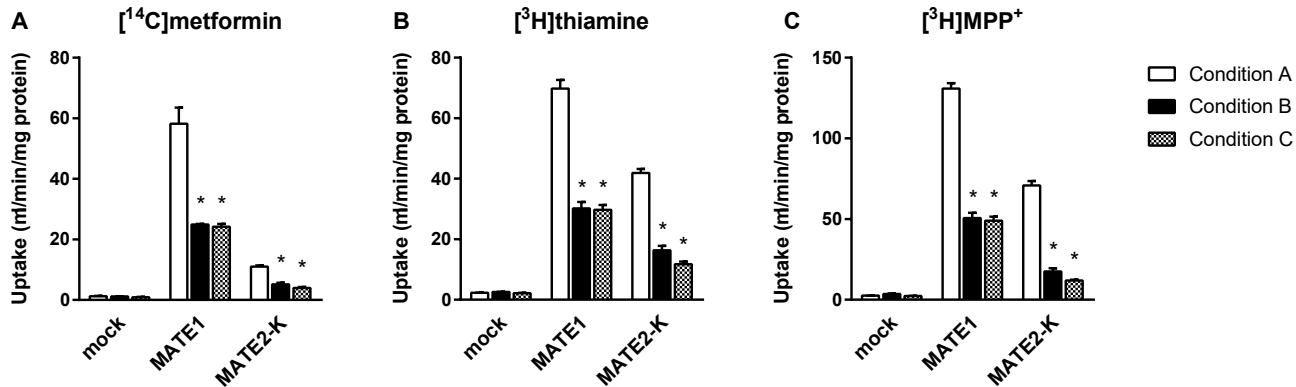 A [¹⁴C]metformin
Uptake (ml/min/mg protein)
80
60
40
20
0
* *
* *
mock MATE1 MATE2-K
B [³H]thiamine
Uptake (ml/min/mg protein)
80
60
40
20
0
* *
* *
mock MATE1 MATE2-K
C [³H]MPP⁺
Uptake (ml/min/mg protein)
150
100
50
0
* *
* *
mock MATE1 MATE2-K
Condition A
Condition B
Condition C